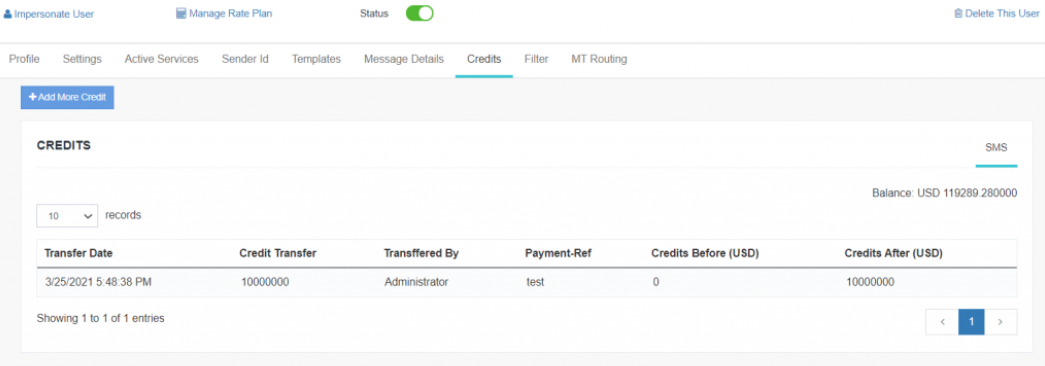 Impersonate User Manage Rate Plan Status Delete This User
Profile Settings Active Services Sender Id Templates Message Details Credits Filter MT Routing
+Add More Credit
CREDITS
SMS
Balance: USD 119289.280000
10 records
Transfer Date Credit Transfer Transffered By Payment-Ref Credits Before (USD) Credits After (USD)
3/25/2021 5:48:38 PM 10000000 Administrator test 0 10000000
Showing 1 to 1 of 1 entries
< 1 >